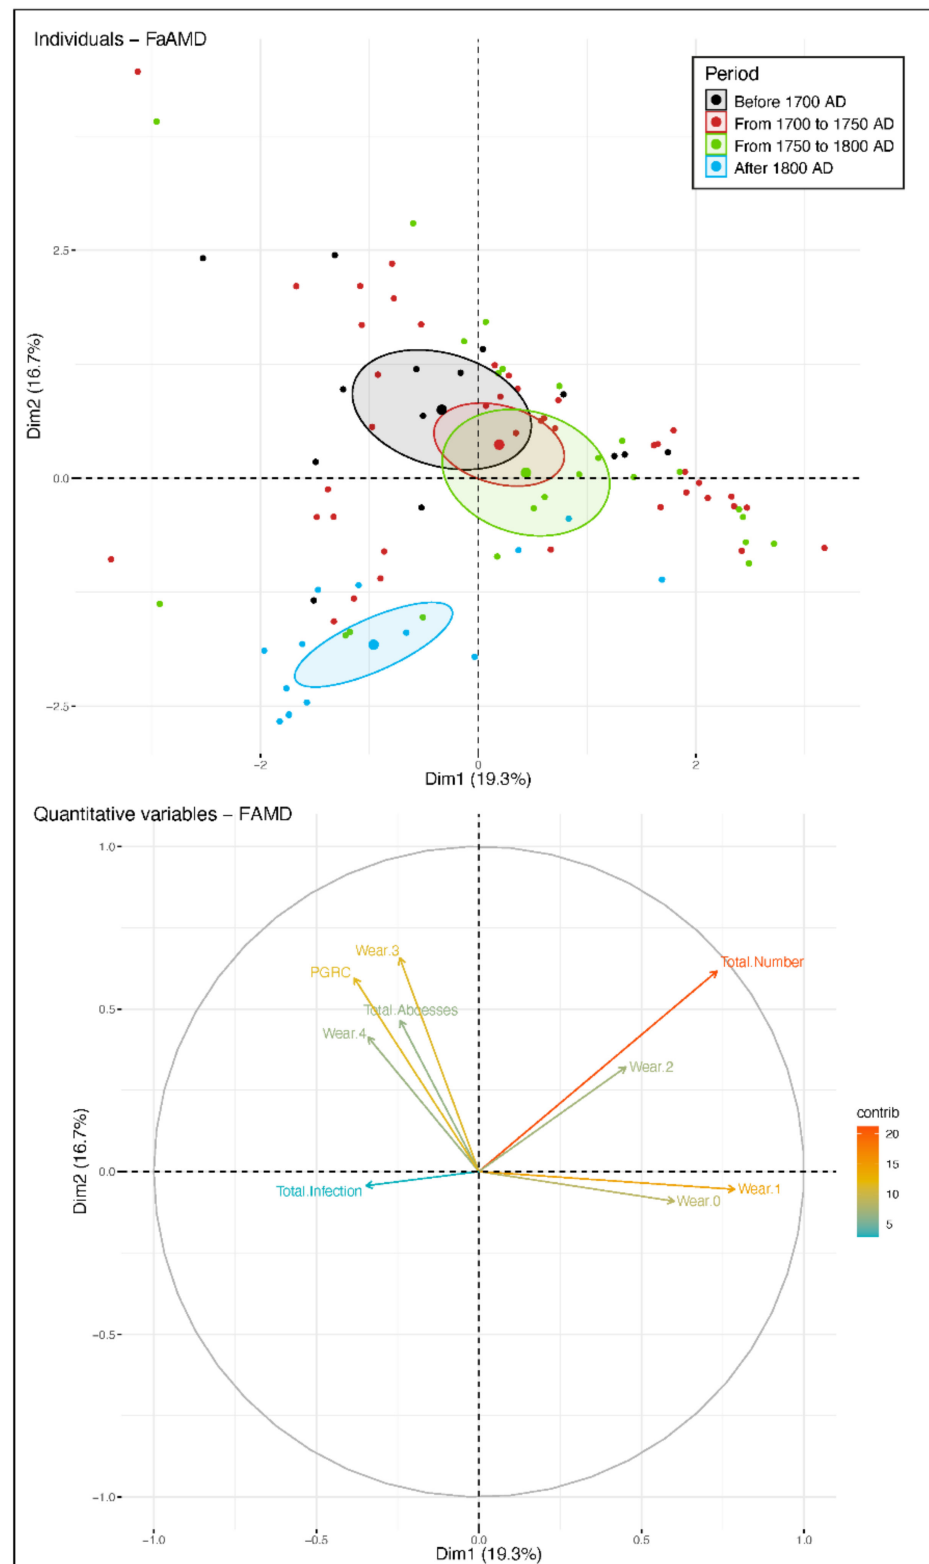 Individuals – FaAMD
Period
Before 1700 AD
From 1700 to 1750 AD
From 1750 to 1800 AD
After 1800 AD
2.5
0.0
-2.5
Dim2 (16.7%)
-2
0
2
Dim1 (19.3%)
Quantitative variables – FAMD
1.0
0.5
0.0
-0.5
-1.0
Dim2 (16.7%)
Wear.3
PGRC
Total.Abcesses
Wear.4
Total.Number
Wear.2
Total.Infection
Wear.1
Wear.0
contrib
20
15
10
5
-1.0
-0.5
0.0
0.5
1.0
Dim1 (19.3%)